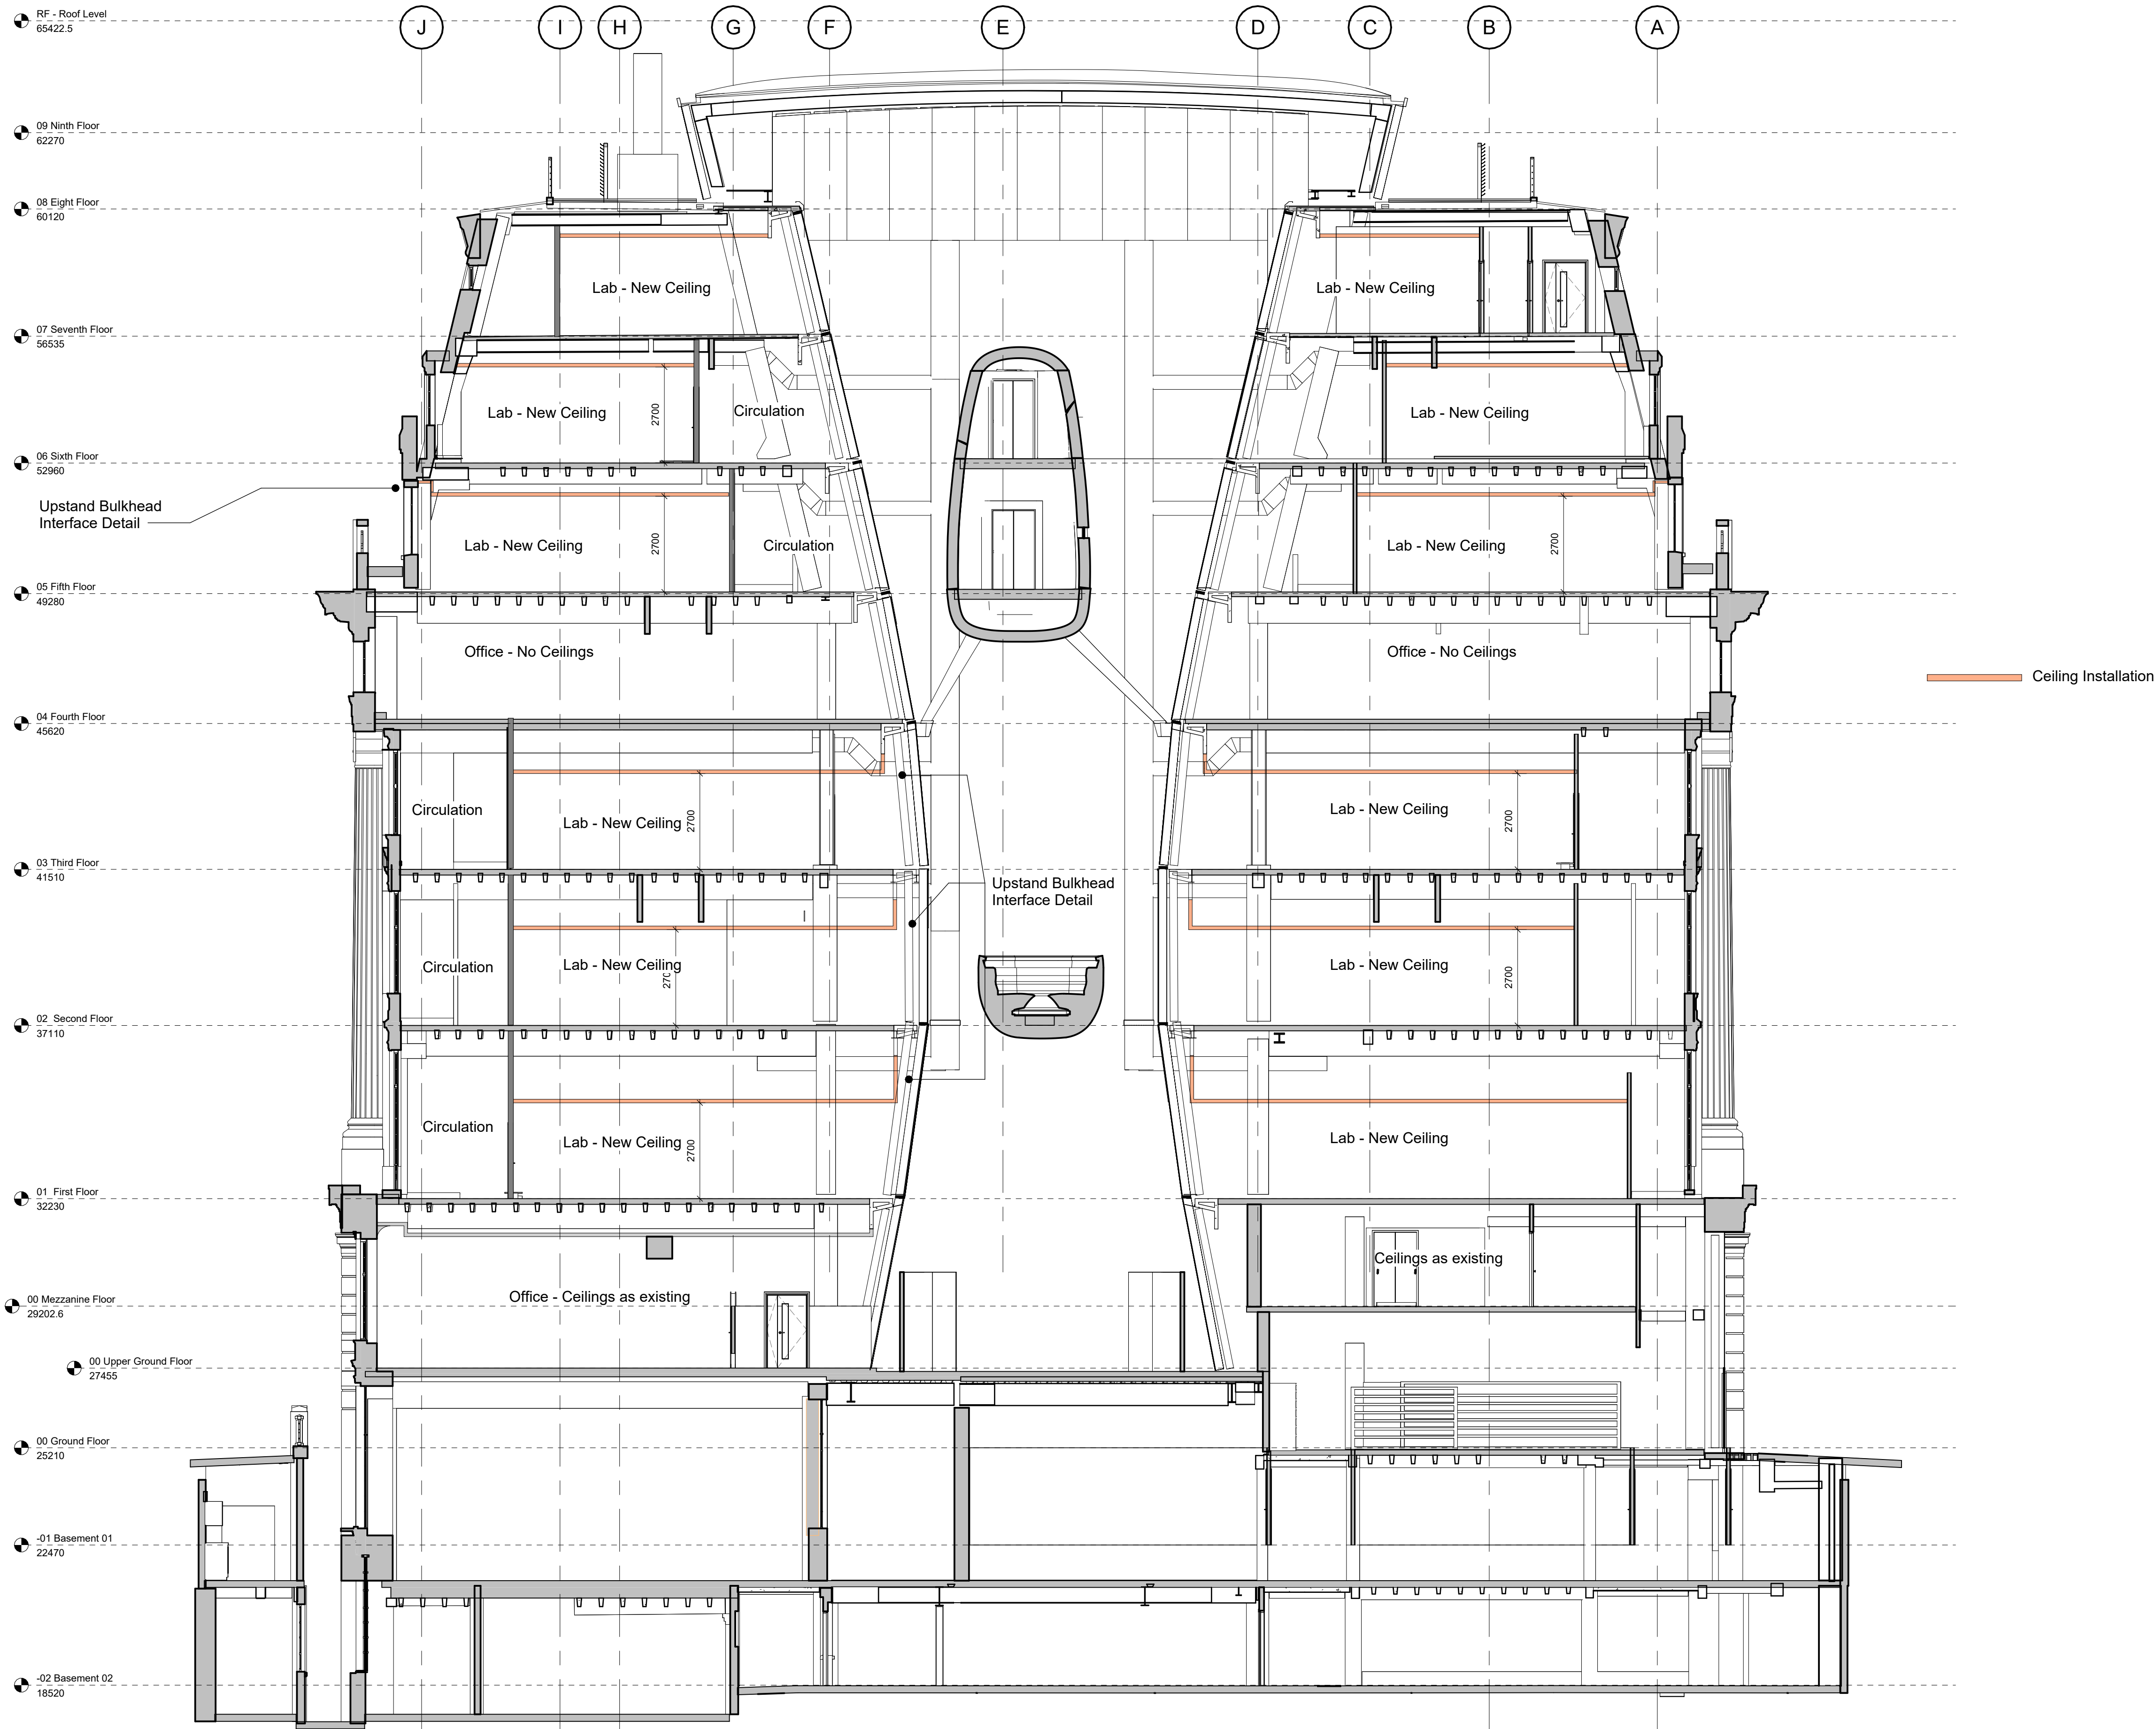 RF - Roof Level
65422.5
J
I
H
G
F
E
D
C
B
A
09 Ninth Floor
62270
08 Eight Floor
60120
Lab - New Ceiling
Lab - New Ceiling
07 Seventh Floor
56535
Lab - New Ceiling
2700
Circulation
Lab - New Ceiling
06 Sixth Floor
52960
Upstand Bulkhead
Interface Detail
Lab - New Ceiling
2700
Circulation
Lab - New Ceiling
2700
05 Fifth Floor
49280
Office - No Ceilings
Office - No Ceilings
Ceiling Installation
04 Fourth Floor
45620
Circulation
Lab - New Ceiling
2700
Lab - New Ceiling
2700
03 Third Floor
41510
Upstand Bulkhead
Interface Detail
Circulation
Lab - New Ceiling
270
Lab - New Ceiling
2700
02 Second Floor
37110
Circulation
Lab - New Ceiling
2700
Lab - New Ceiling
01 First Floor
32230
Ceilings as existing
Office - Ceilings as existing
00 Mezzanine Floor
29202.6
00 Upper Ground Floor
27455
00 Ground Floor
25210
-01 Basement 01
22470
-02 Basement 02
18520